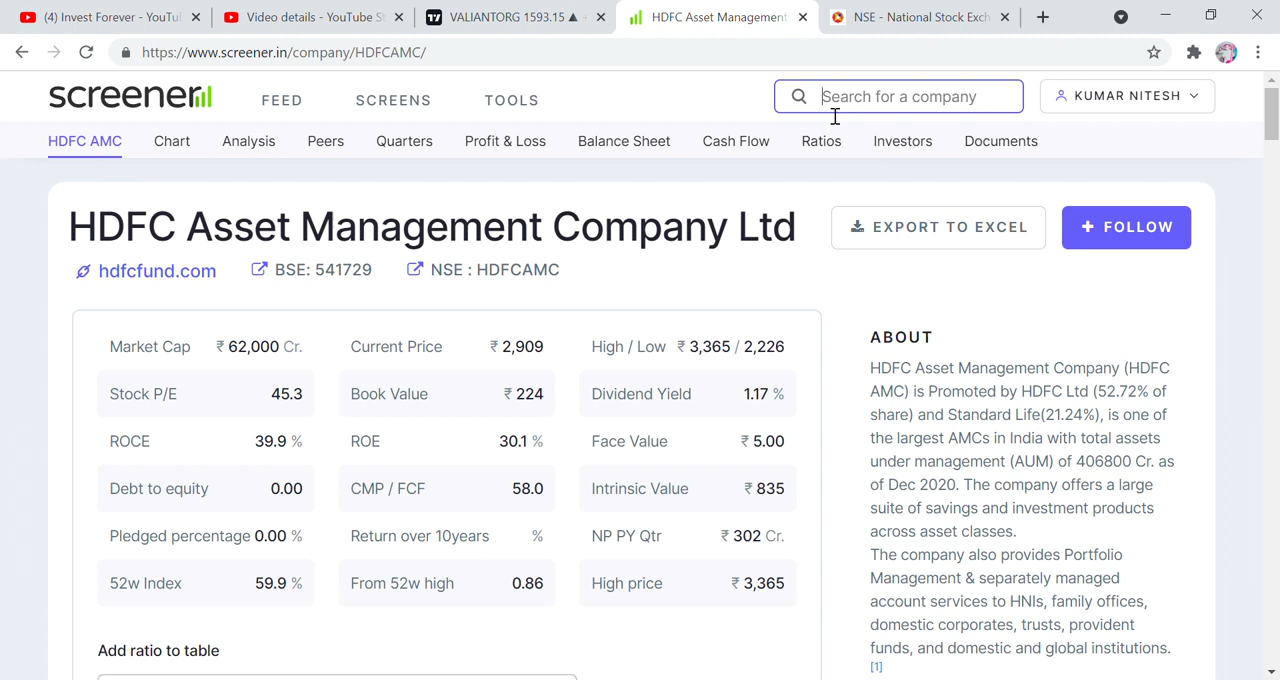 (4) Invest Forever - YouTu
Video details - YouTube S
VALIANTORG 1593.15 ▲
HDFC Asset Management
NSE - National Stock Exch
https://www.screener.in/company/HDFCAMC/
screener
FEED
SCREENS
TOOLS
Search for a company
KUMAR NITESH
HDFC AMC
Chart
Analysis
Peers
Quarters
Profit & Loss
Balance Sheet
Cash Flow
Ratios
Investors
Documents
HDFC Asset Management Company Ltd
EXPORT TO EXCEL
+ FOLLOW
hdfcfund.com
BSE: 541729
NSE : HDFCAMC
Market Cap ₹ 62,000 Cr.
Current Price ₹ 2,909
High / Low ₹ 3,365 / 2,226
Stock P/E 45.3
Book Value ₹ 224
Dividend Yield 1.17 %
ROCE 39.9 %
ROE 30.1 %
Face Value ₹ 5.00
Debt to equity 0.00
CMP / FCF 58.0
Intrinsic Value ₹ 835
Pledged percentage 0.00 %
Return over 10years %
NP PY Qtr ₹ 302 Cr.
52w Index 59.9 %
From 52w high 0.86
High price ₹ 3,365
Add ratio to table
ABOUT
HDFC Asset Management Company (HDFC
AMC) is Promoted by HDFC Ltd (52.72% of
share) and Standard Life(21.24%), is one of
the largest AMCs in India with total assets
under management (AUM) of 406800 Cr. as
of Dec 2020. The company offers a large
suite of savings and investment products
across asset classes.
The company also provides Portfolio
Management & separately managed
account services to HNIs, family offices,
domestic corporates, trusts, provident
funds, and domestic and global institutions.
[1]